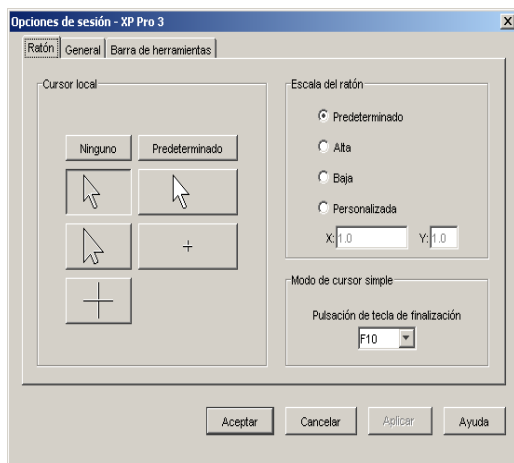 Opciones de sesión - XP Pro 3
Ratón
General
Barra de herramientas
Cursor local
Ninguno
Predeterminado
Escala del ratón
Predeterminado
Alta
Baja
Personalizada
X: 1.0 Y: 1.0
Modo de cursor simple
Pulsación de tecla de finalización
F10
Aceptar
Cancelar
Aplicar
Ayuda